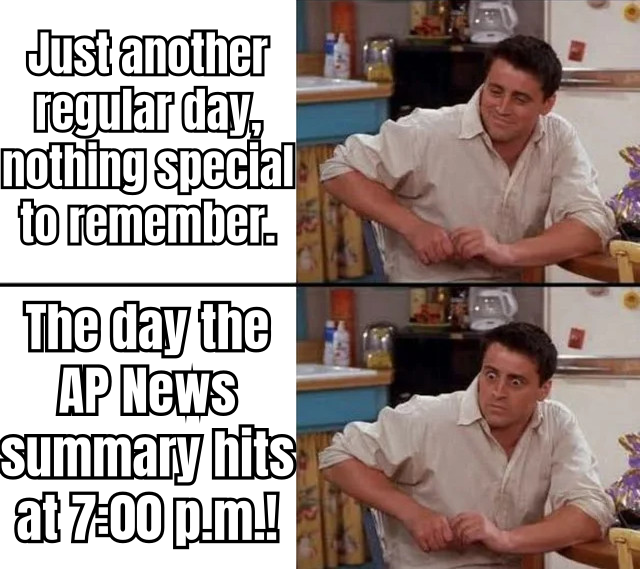 Just another
regular day,
nothing special
to remember.
The day the
AP News
summary hits
at 7:00 p.m.!